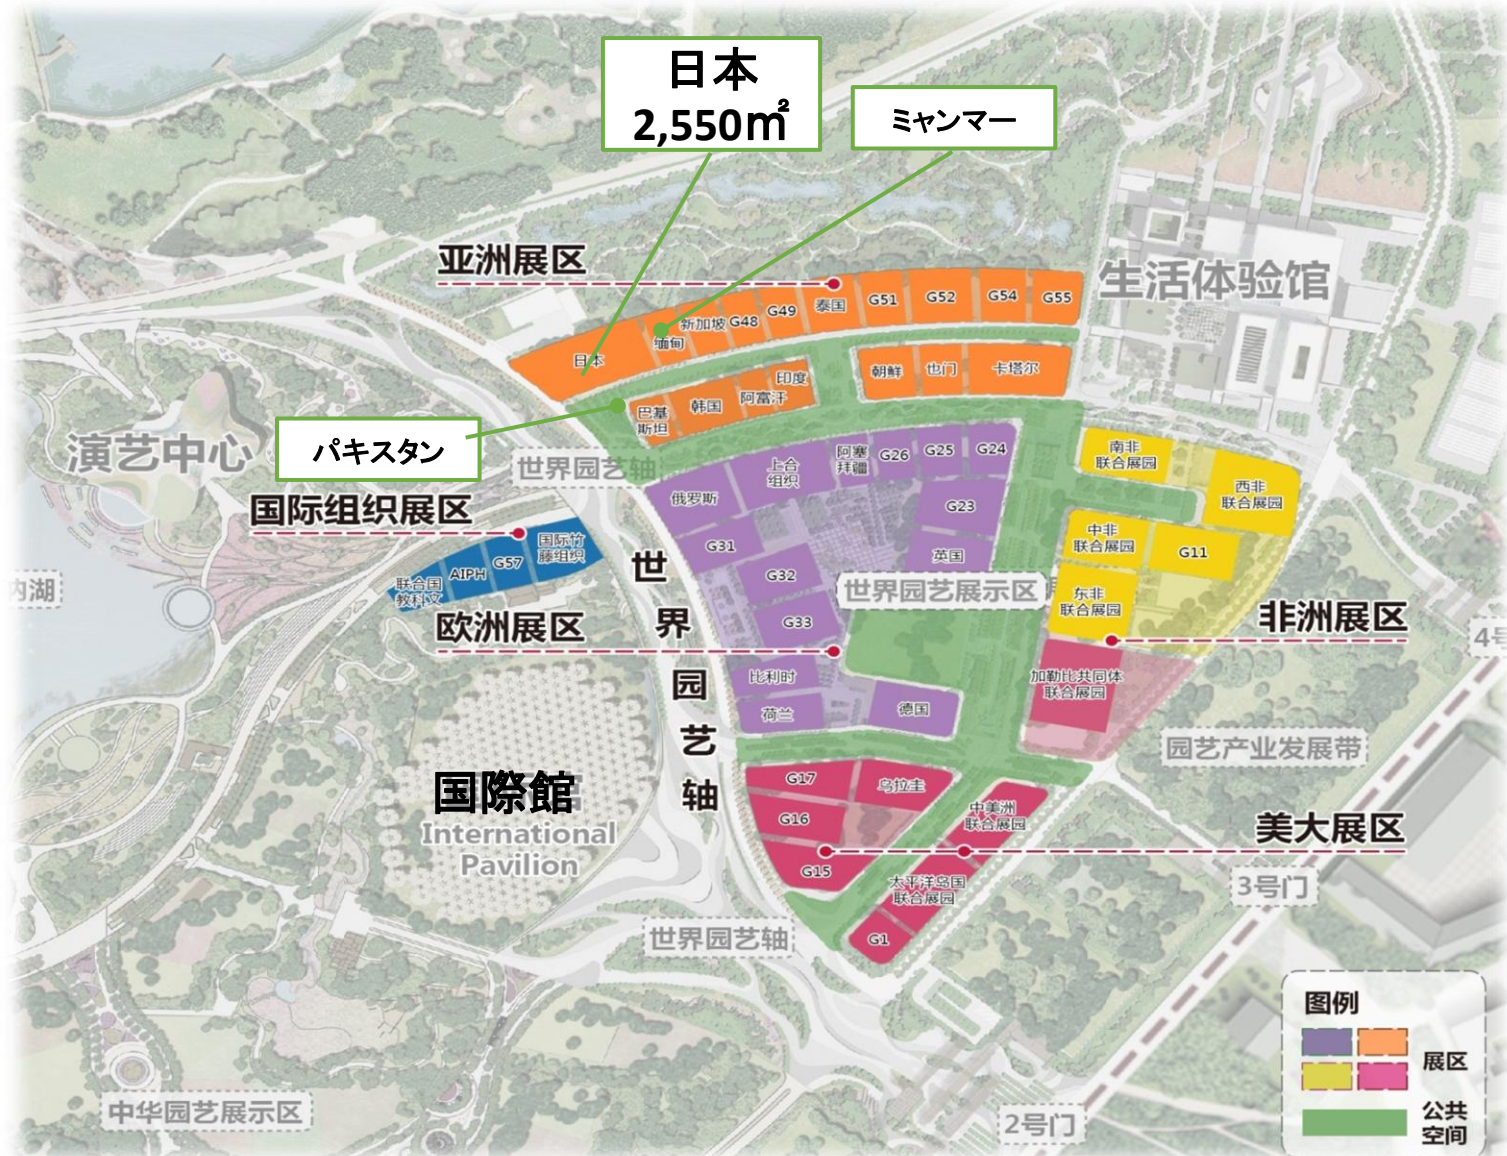 日本
2,550㎡
ミャンマー
亚洲展区
生活体验馆
日本
缅甸
新加坡
G48
G49
泰国
G51
G52
G54
G55
巴基
斯坦
韩国
阿富汗
印度
朝鲜
也门
卡塔尔
パキスタン
演艺中心
世界园艺轴
国际组织展区
联合国
教科文
AIPH
G57
国际竹
藤组织
俄罗斯
上合
组织
阿塞
拜疆
G26
G25
G24
G23
英国
G31
G32
G33
比利时
荷兰
德国
世界园艺展示区
南非
联合展园
西非
联合展园
中非
联合展园
G11
东非
联合展园
非洲展区
4号
纳湖
欧洲展区
世
界
园
艺
轴
加勒比共同体
联合展园
园艺产业发展带
国際館
International
Pavilion
G17
乌拉圭
G16
G15
中美洲
联合展园
美大展区
太平洋岛国
联合展园
G1
3号门
世界园艺轴
中华园艺展示区
2号门
图例
展区
公共
空间